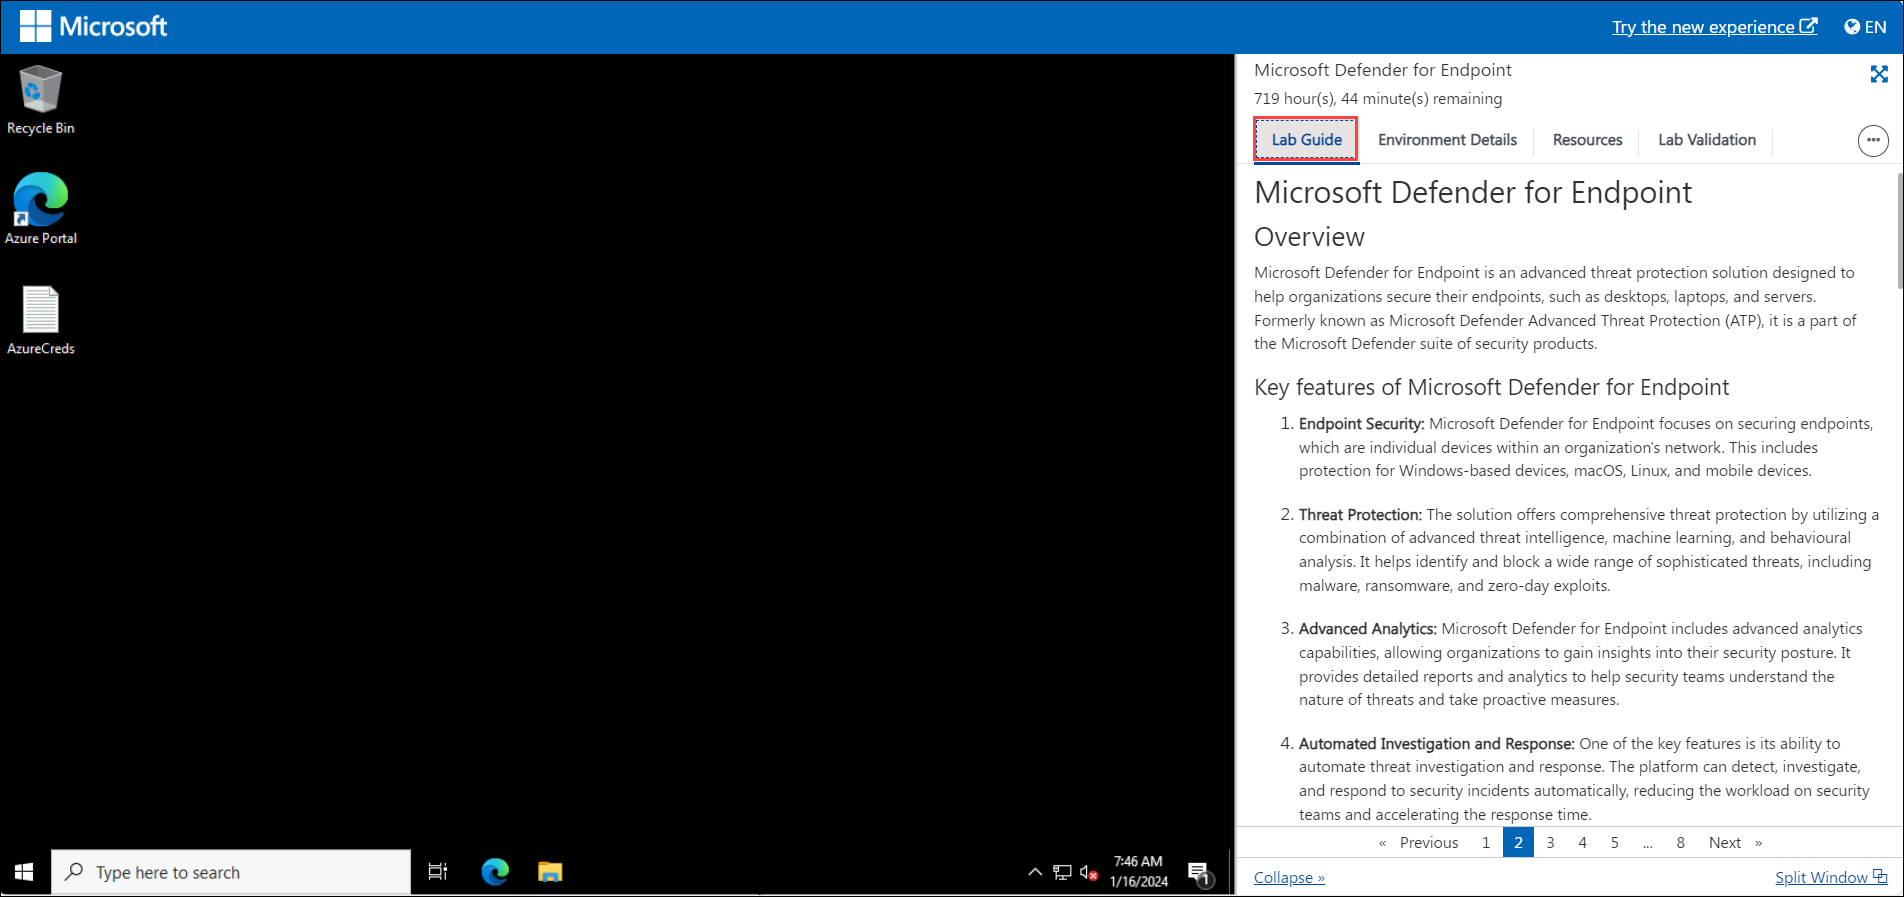 Microsoft
Try the new experience
EN
Recycle Bin
Azure Portal
AzureCreds
Microsoft Defender for Endpoint
719 hour(s), 44 minute(s) remaining
Lab Guide
Environment Details
Resources
Lab Validation
Microsoft Defender for Endpoint
Overview
Microsoft Defender for Endpoint is an advanced threat protection solution designed to
help organizations secure their endpoints, such as desktops, laptops, and servers.
Formerly known as Microsoft Defender Advanced Threat Protection (ATP), it is a part of
the Microsoft Defender suite of security products.
Key features of Microsoft Defender for Endpoint
1. Endpoint Security: Microsoft Defender for Endpoint focuses on securing endpoints,
which are individual devices within an organization's network. This includes
protection for Windows-based devices, macOS, Linux, and mobile devices.
2. Threat Protection: The solution offers comprehensive threat protection by utilizing a
combination of advanced threat intelligence, machine learning, and behavioural
analysis. It helps identify and block a wide range of sophisticated threats, including
malware, ransomware, and zero-day exploits.
3. Advanced Analytics: Microsoft Defender for Endpoint includes advanced analytics
capabilities, allowing organizations to gain insights into their security posture. It
provides detailed reports and analytics to help security teams understand the
nature of threats and take proactive measures.
4. Automated Investigation and Response: One of the key features is its ability to
automate threat investigation and response. The platform can detect, investigate,
and respond to security incidents automatically, reducing the workload on security
teams and accelerating the response time.
« Previous 1 2 3 4 5 ... 8 Next »
Collapse »
Split Window
Type here to search
7:46 AM
1/16/2024
1